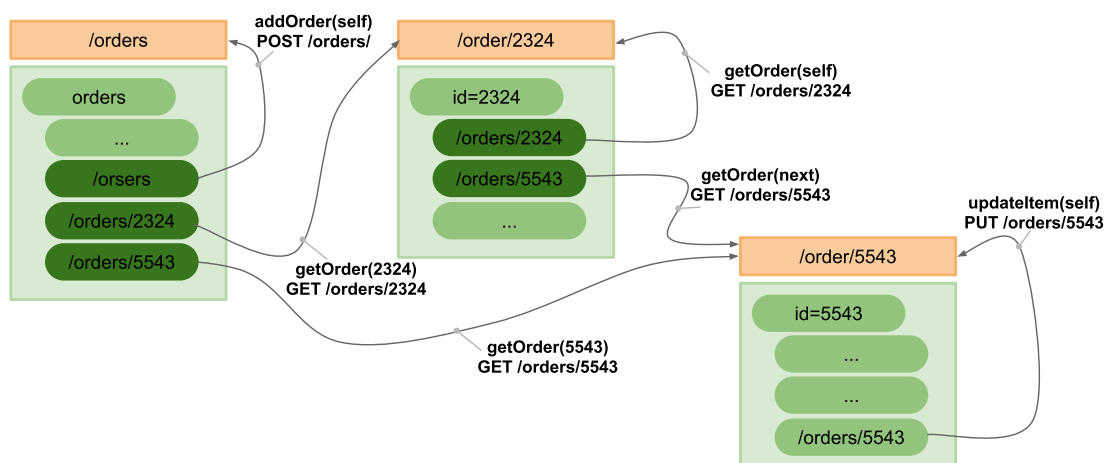 /orders
orders
...
/orsers
/orders/2324
/orders/5543
addOrder(self)
POST /orders/
getOrder(2324)
GET /orders/2324
getOrder(5543)
GET /orders/5543
/order/2324
id=2324
/orders/2324
/orders/5543
...
getOrder(self)
GET /orders/2324
getOrder(next)
GET /orders/5543
/order/5543
id=5543
...
...
/orders/5543
updateItem(self)
PUT /orders/5543